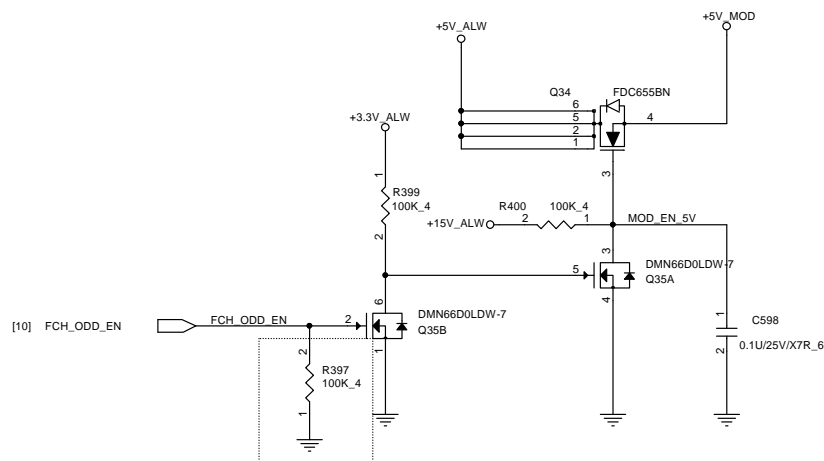 +5V_ALW
+5V_MOD
Q34
FDC655BN
6
5
2
1
4
3
+3.3V_ALW
1
R399
100K_4
2
+15V_ALW
R400
100K_4
2
1
MOD_EN_5V
3
DMN66D0LDW-7
Q35A
5
4
6
DMN66D0LDW-7
Q35B
2
1
[10] FCH_ODD_EN
FCH_ODD_EN
2
R397
100K_4
1
1
C598
0.1U/25V/X7R_6
2